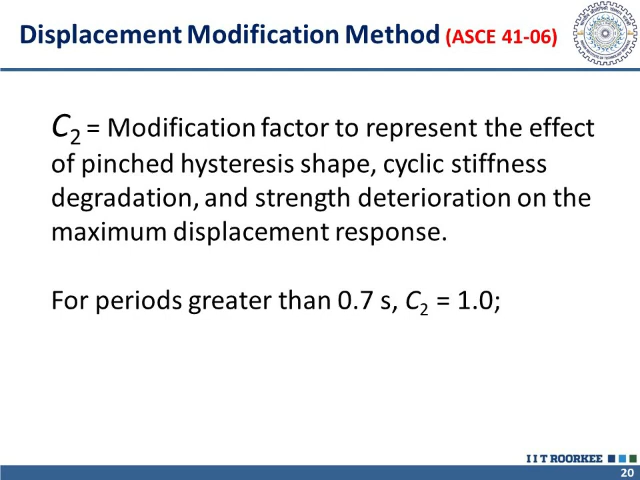 Displacement Modification Method (ASCE 41-06)
C2 = Modification factor to represent the effect
of pinched hysteresis shape, cyclic stiffness
degradation, and strength deterioration on the
maximum displacement response.
For periods greater than 0.7 s, C2 = 1.0;
I I T ROORKEE
20